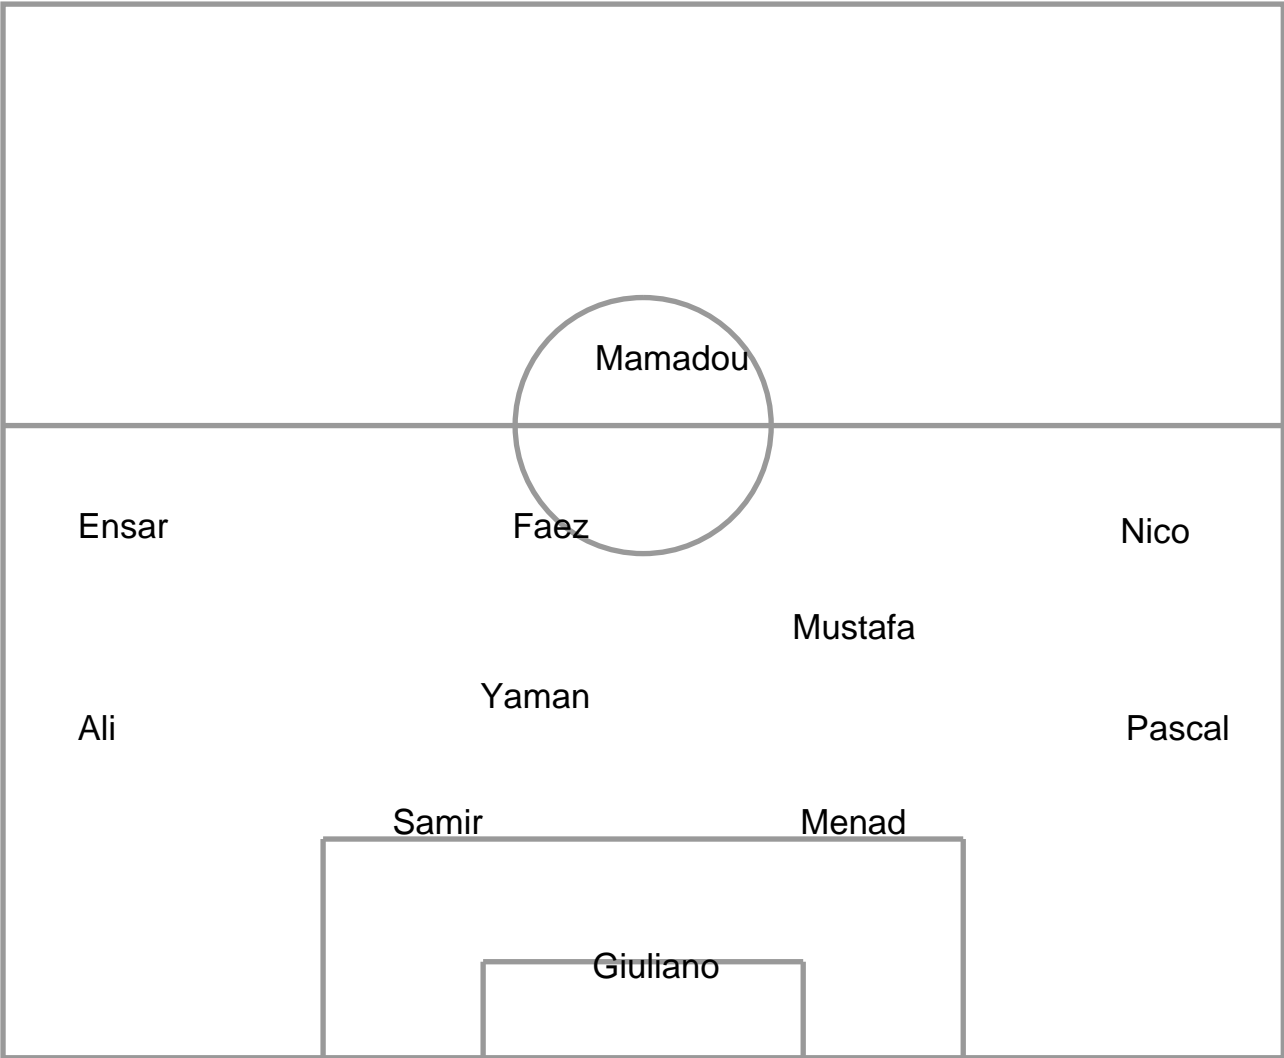 Mamadou
Ensar
Faez
Nico
Mustafa
Yaman
Ali
Pascal
Samir
Menad
Giuliano